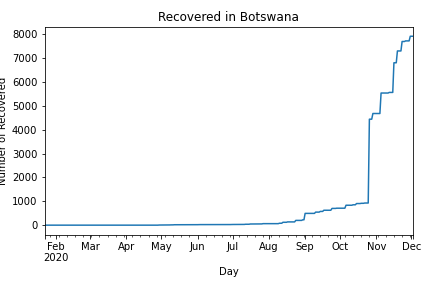 Recovered in Botswana
8000
7000
6000
5000
4000
3000
2000
1000
0
Number of Recovered
Feb Mar Apr May Jun Jul Aug Sep Oct Nov Dec
2020
Day